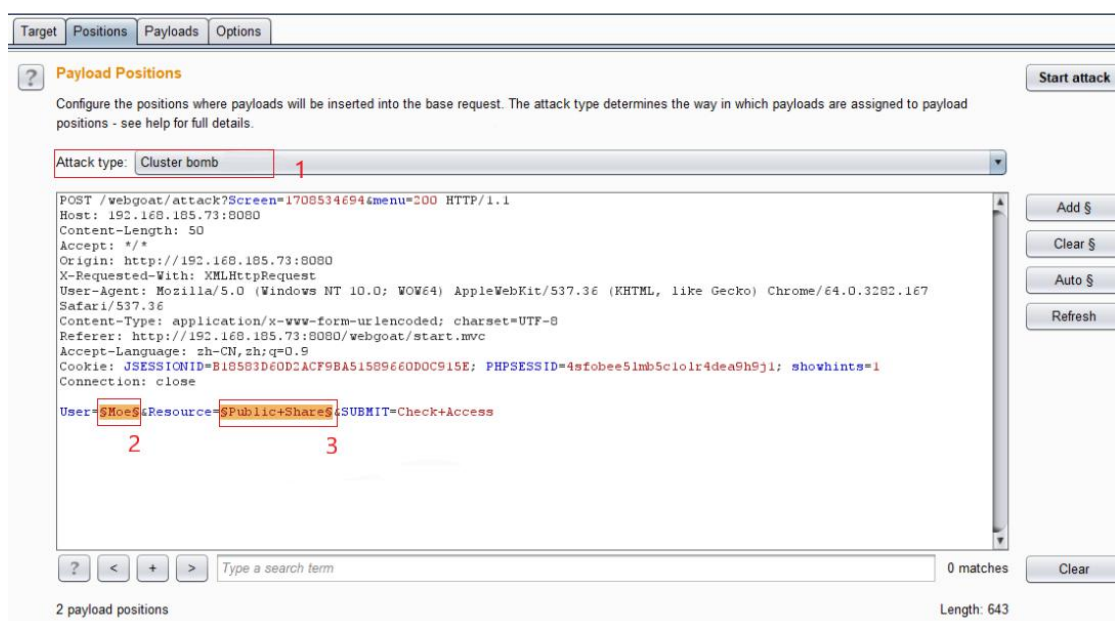 Target Positions Payloads Options
? Payload Positions
Start attack
Configure the positions where payloads will be inserted into the base request. The attack type determines the way in which payloads are assigned to payload
positions - see help for full details.
Attack type: Cluster bomb
1
POST /webgoat/attack?Screen=1708534694&menu=200 HTTP/1.1
Host: 192.168.185.73:8080
Content-Length: 50
Accept: */*
Origin: http://192.168.185.73:8080
X-Requested-With: XMLHttpRequest
User-Agent: Mozilla/5.0 (Windows NT 10.0; WOW64) AppleWebKit/537.36 (KHTML, like Gecko) Chrome/64.0.3282.167
Safari/537.36
Content-Type: application/x-www-form-urlencoded; charset=UTF-8
Referer: http://192.168.185.73:8080/webgoat/start.mvc
Accept-Language: zh-CN,zh;q=0.9
Cookie: JSESSIONID=B18583D60D2ACF9BA51589660D0C915E; PHPSESSID=4sfobee51mb5c1o1r4dea9h9j1; showhints=1
Connection: close
User=§Moe§&Resource=§Public+Share§&SUBMIT=Check+Access
2 3
Add §
Clear §
Auto §
Refresh
? < + > Type a search term 0 matches Clear
2 payload positions Length: 643